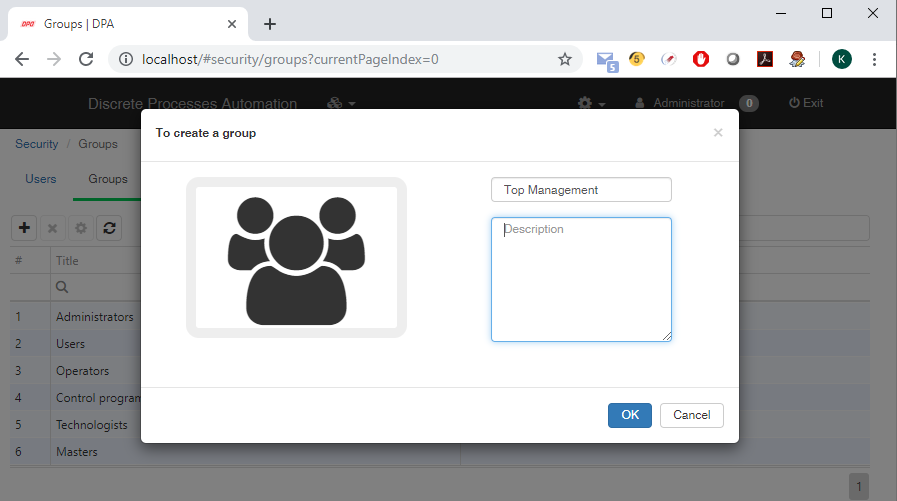 DPA Groups | DPA
localhost/#security/groups?currentPageIndex=0
5
5
K
Discrete Processes Automation
Administrator
0
Exit
To create a group
×
Security / Groups
Users
Groups
Top Management
Description
# Title
1 Administrators
2 Users
3 Operators
4 Control program
5 Technologists
6 Masters
OK
Cancel
1